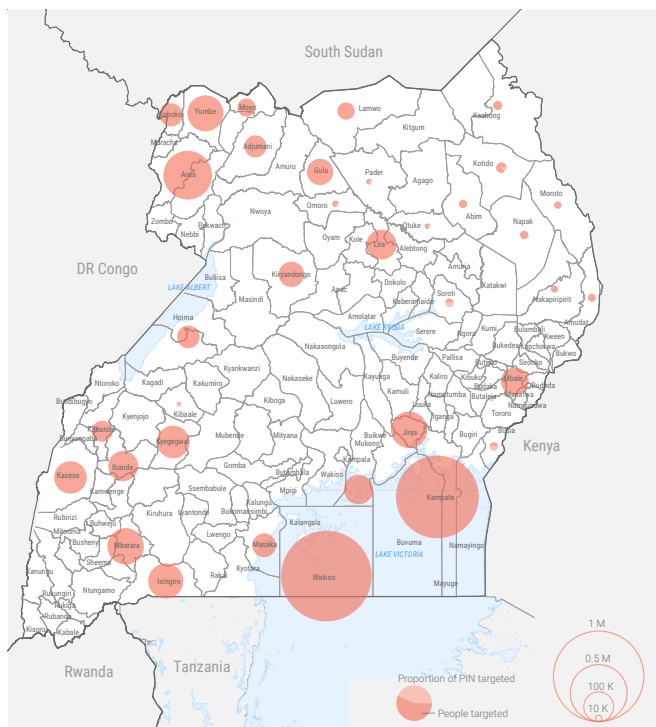 South Sudan
Koboko
Yumbe
Moyo
Lamwo
Kaabong
Kitgum
Maracha
Adjumani
Amuru
Gulu
Pader
Agago
Kotido
Arua
Moroto
Zombo
Pakwach
Nwoya
Omoro
Abim
Napak
Nebbi
Otuke
Oyam
Kole
Lira
Alebtong
DR Congo
Buliisa
Kiryandongo
Amuria
LAKE ALBERT
Apac
Dokolo
Katakwi
Masindi
Kaberamaido
Soroti
Nakapiripirit
Hoima
Amolatar
Amudat
LAKE KYOGA
Serere
Ngora
Kumi
Bulambuli
Kween
Nakasongola
Bukedea
Kapchorwa
Buyende
Pallisa
Bukwo
Sironko
Butebo
Kyankwanzi
Ntoroko
Kagadi
Kakumiro
Nakaseke
Kayunga
Kaliro
Kibuku
Mbale
Bududa
Budaka
Bundibugyo
Kiboga
Luwero
Kamuli
Namutumba
Butaleja
Manafwa
Kyenjojo
Kibaale
Luuka
Iganga
Namisindwa
Tororo
Kabarole
Bunyangabu
Kyegegwa
Mubende
Mityana
Buikwe
Jinja
Bugiri
Busia
Mukono
Kenya
Kampala
Ibanda
Gomba
Butambala
Wakiso
Kasese
Kamwenge
Ssembabule
Mpigi
Kalungu
Kampala
Rubirizi
Kiruhura
Lyantonde
Bukomansimbi
Kalangala
Buhweju
Mitooma
Bushenyi
Mbarara
Lwengo
Masaka
Buvuma
Namayingo
LAKE VICTORIA
Sheema
Kyotara
Kanungu
Isingiro
Rakai
Wakiso
Mayuge
Ntungamo
Rukungiri
Rukiga
Rubanda
Kisoro
Kabale
1 M
Rwanda
Tanzania
0.5 M
Proportion of PIN targeted
100 K
10 K
People targeted